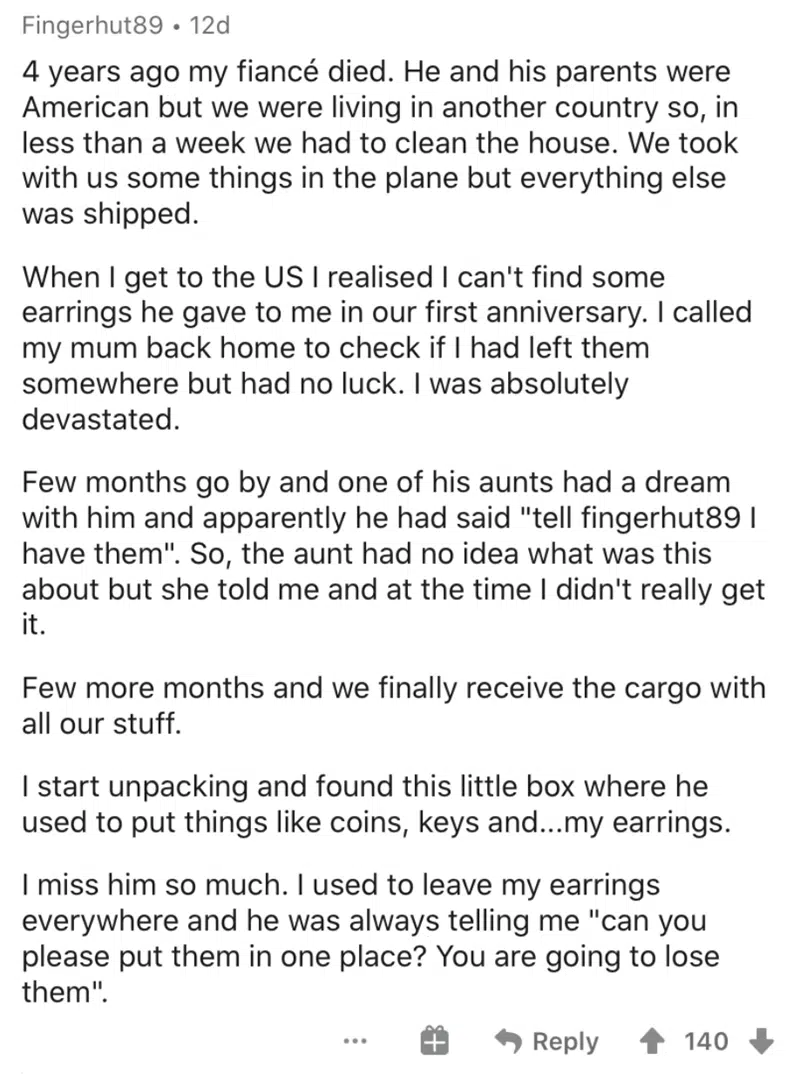 Fingerhut89 • 12d
4 years ago my fiancé died. He and his parents were
American but we were living in another country so, in
less than a week we had to clean the house. We took
with us some things in the plane but everything else
was shipped.
When I get to the US I realised I can't find some
earrings he gave to me in our first anniversary. I called
my mum back home to check if I had left them
somewhere but had no luck. I was absolutely
devastated.
Few months go by and one of his aunts had a dream
with him and apparently he had said "tell fingerhut89 I
have them". So, the aunt had no idea what was this
about but she told me and at the time I didn't really get
it.
Few more months and we finally receive the cargo with
all our stuff.
I start unpacking and found this little box where he
used to put things like coins, keys and...my earrings.
I miss him so much. I used to leave my earrings
everywhere and he was always telling me "can you
please put them in one place? You are going to lose
them".
... Reply 140